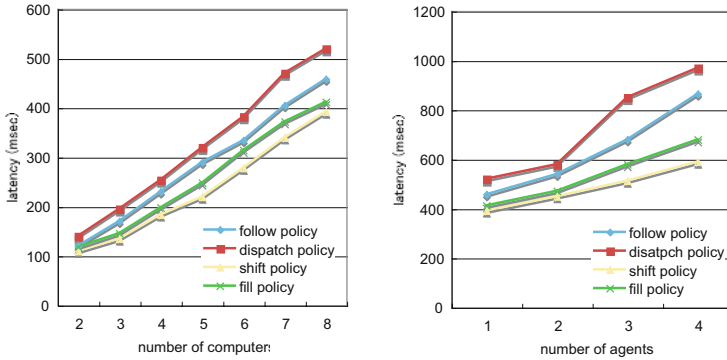 600
500
400
300
200
100
0
latency (msec)
2 3 4 5 6 7 8
number of computers
follow policy
dispatch policy
shift policy
fill policy
1200
1000
800
600
400
200
0
latency (msec)
1 2 3 4
number of agents
follow policy
disatpch policy
shift policy
fill policy